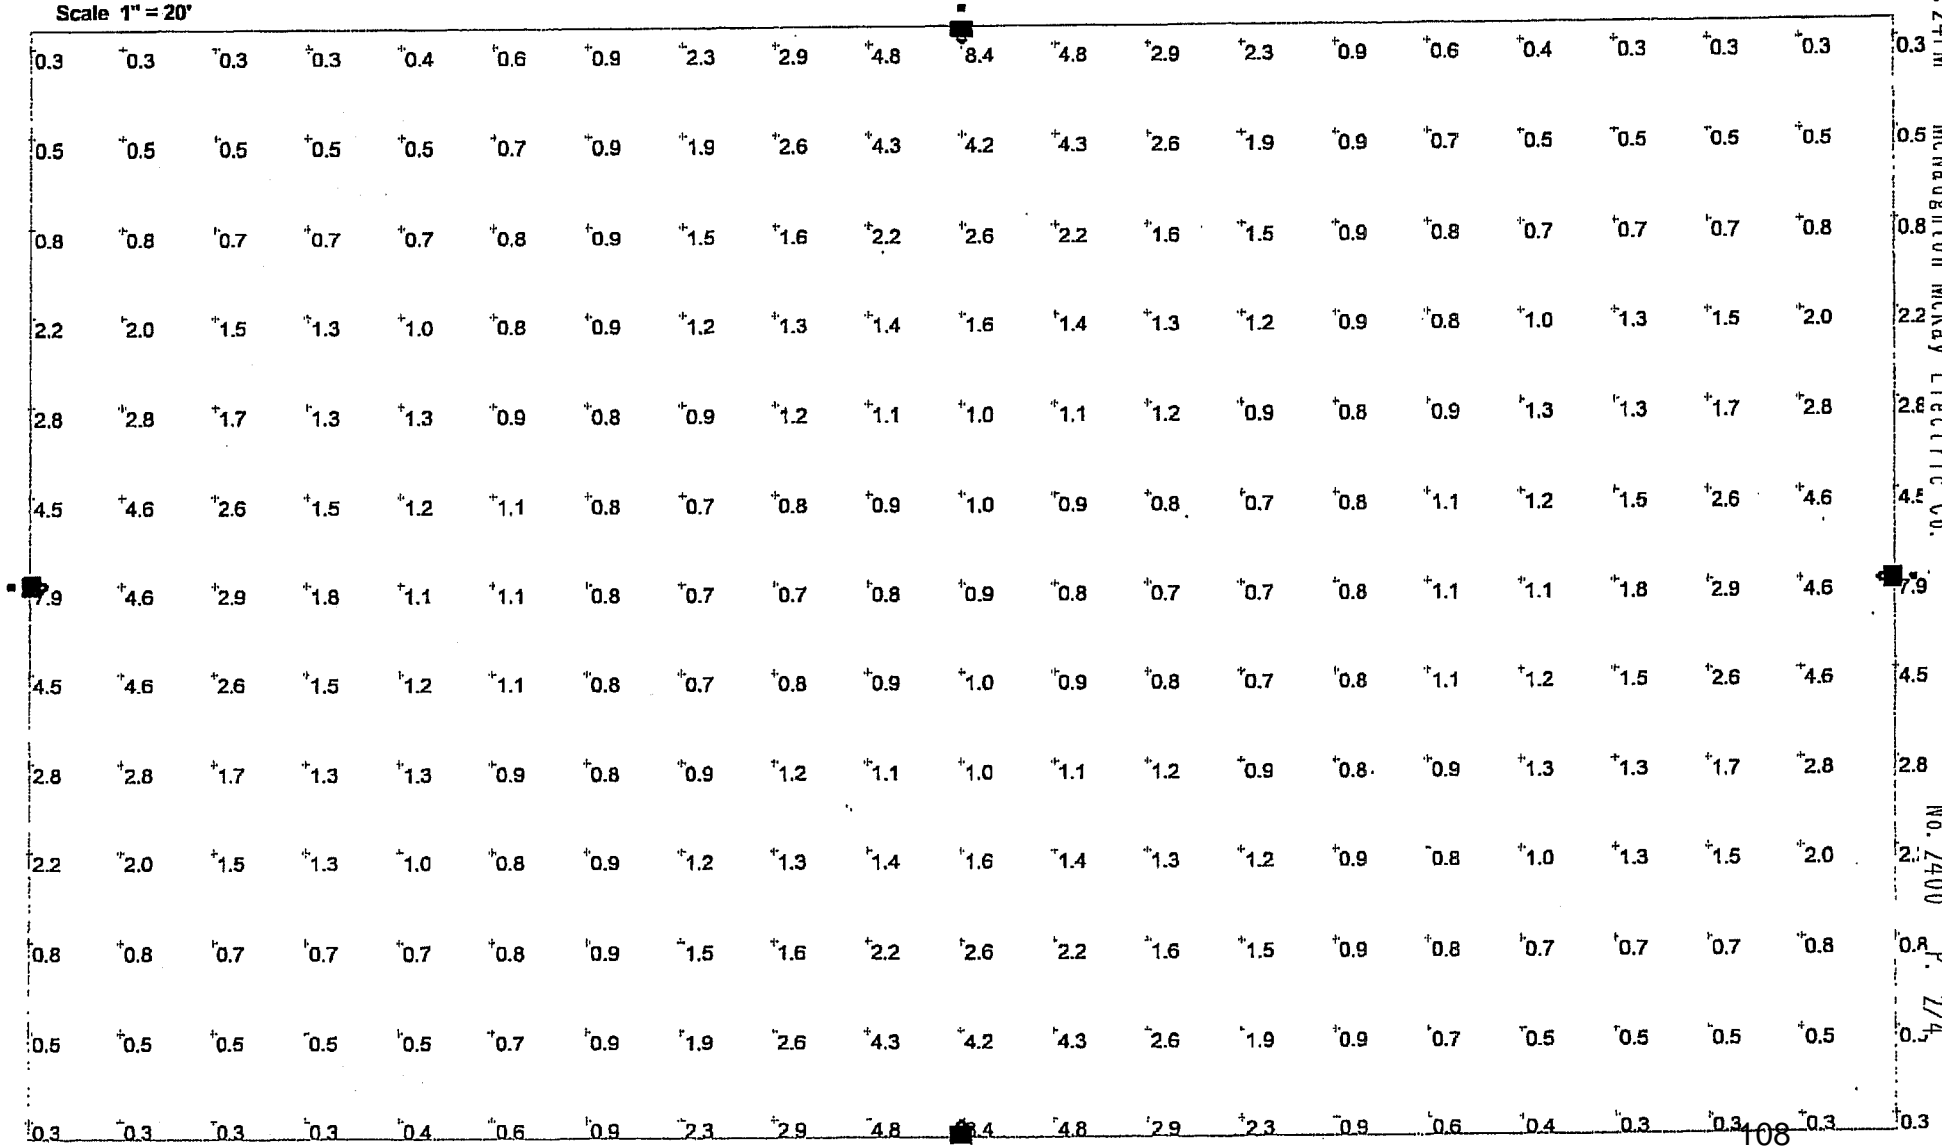 Scale 1" = 20'
0.3 0.3 0.3 0.3 0.4 0.6 0.9 2.3 2.9 4.8 8.4 4.8 2.9 2.3 0.9 0.6 0.4 0.3 0.3 0.3 0.3
0.5 0.5 0.5 0.5 0.5 0.7 0.9 1.9 2.6 4.3 4.2 4.3 2.6 1.9 0.9 0.7 0.5 0.5 0.5 0.5 0.5
0.8 0.8 0.7 0.7 0.7 0.8 0.9 1.5 1.6 2.2 2.6 2.2 1.6 1.5 0.9 0.8 0.7 0.7 0.7 0.8 0.8
2.2 2.0 1.5 1.3 1.0 0.8 0.9 1.2 1.3 1.4 1.6 1.4 1.3 1.2 0.9 0.8 1.0 1.3 1.5 2.0 2.2
2.8 2.8 1.7 1.3 1.3 0.9 0.8 0.9 1.2 1.1 1.0 1.1 1.2 0.9 0.8 0.9 1.3 1.3 1.7 2.8 2.8
4.5 4.6 2.6 1.5 1.2 1.1 0.8 0.7 0.8 0.9 1.0 0.9 0.8 0.7 0.8 1.1 1.2 1.5 2.6 4.6 4.5
7.9 4.6 2.9 1.8 1.1 1.1 0.8 0.7 0.7 0.8 0.9 0.8 0.7 0.7 0.8 1.1 1.1 1.8 2.9 4.6 7.9
4.5 4.6 2.6 1.5 1.2 1.1 0.8 0.7 0.8 0.9 1.0 0.9 0.8 0.7 0.8 1.1 1.2 1.5 2.6 4.6 4.5
2.8 2.8 1.7 1.3 1.3 0.9 0.8 0.9 1.2 1.1 1.0 1.1 1.2 0.9 0.8 0.9 1.3 1.3 1.7 2.8 2.8
2.2 2.0 1.5 1.3 1.0 0.8 0.9 1.2 1.3 1.4 1.6 1.4 1.3 1.2 0.9 0.8 1.0 1.3 1.5 2.0 2.2
0.8 0.8 0.7 0.7 0.7 0.8 0.9 1.5 1.6 2.2 2.6 2.2 1.6 1.5 0.9 0.8 0.7 0.7 0.7 0.8 0.8
0.5 0.5 0.5 0.5 0.5 0.7 0.9 1.9 2.6 4.3 4.2 4.3 2.6 1.9 0.9 0.7 0.5 0.5 0.5 0.5 0.5
0.3 0.3 0.3 0.3 0.4 0.6 0.9 2.3 2.9 4.8 8.4 4.8 2.9 2.3 0.9 0.6 0.4 0.3 0.3 0.3 0.3
108
McNaughton McKay Electric Co.
No. 7400 P. 2/4